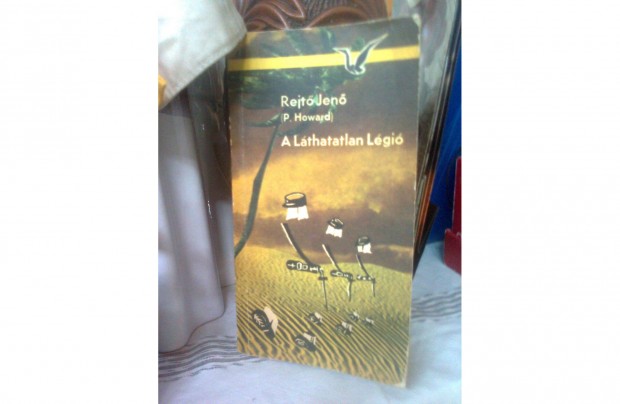 Rejtő Jenő
(P. Howard)
A Láthatatlan Légió